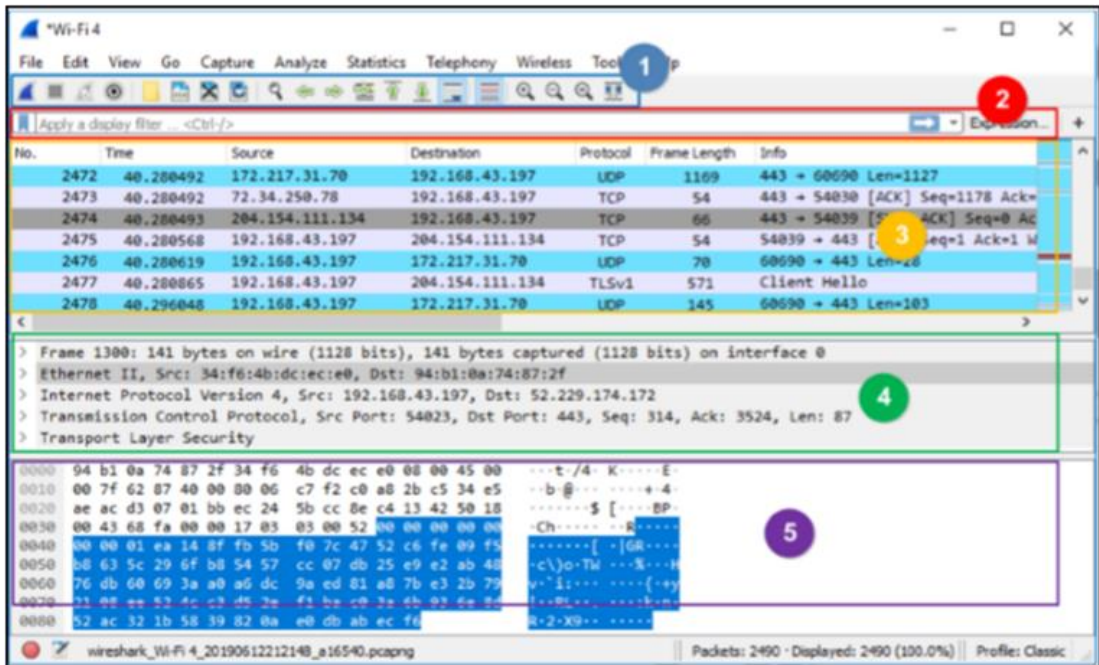 *Wi-Fi 4
File Edit View Go Capture Analyze Statistics Telephony Wireless
1
Apply a display filter ... <Ctrl-/>
2
No. Time Source Destination Protocol Frame Length Info
2472 40.280492 172.217.31.70 192.168.43.197 UDP 1169 443 → 60690 Len=1127
2473 40.280492 72.34.250.78 192.168.43.197 TCP 54 443 → 54030 [ACK] Seq=1178 Ack=
2474 40.280493 204.154.111.134 192.168.43.197 TCP 66 443 → 54039 ACK] Seq=0 Ac
3
2475 40.280568 192.168.43.197 204.154.111.134 TCP 54 54039 → 443 Seq=1 Ack=1 W
2476 40.280619 192.168.43.197 172.217.31.70 UDP 70 60690 → 443 Len=28
2477 40.280865 192.168.43.197 204.154.111.134 TLSv1 571 Client Hello
2478 40.296048 192.168.43.197 172.217.31.70 UDP 145 60690 → 443 Len=103
> Frame 1300: 141 bytes on wire (1128 bits), 141 bytes captured (1128 bits) on interface 0
> Ethernet II, Src: 34:f6:4b:dc:ec:e0, Dst: 94:b1:0a:74:87:2f
> Internet Protocol Version 4, Src: 192.168.43.197, Dst: 52.229.174.172
4
> Transmission Control Protocol, Src Port: 54023, Dst Port: 443, Seq: 314, Ack: 3524, Len: 87
> Transport Layer Security
0000 94 b1 0a 74 87 2f 34 f6 4b dc ec e0 08 00 45 00 ···t·/4· K·····E·
0010 00 7f 62 87 40 00 80 06 c7 f2 c0 a8 2b c5 34 e5 ··b·@··· ····+·4·
0020 ae ac d3 07 01 bb ec 24 5b cc 8e c4 13 42 50 18 ·······$ [····BP·
0030 00 43 68 fa 00 00 17 03 03 00 52 00 00 00 00 00 ·Ch····· ··R·····
5
0040 00 00 01 ea 14 8f fb 5b f0 7c 47 52 c6 fe 09 f5 ·······[ ·|GR····
0050 b8 63 5c 29 6f b8 54 57 cc 07 db 25 e9 e2 ab 48 ·c\)o·TW ···%···H
0060 76 db 60 69 3a a0 a6 dc 9a ed 81 a8 7b e3 2b 79 v·`i:··· ····{·+y
0070
0080 52 ac 32 1b 58 39 82 0a e0 db ab ec f6 R·2·X9·· ·····
wireshark_Wi-Fi 4_20190612212148_a16540.pcapng Packets: 2490 · Displayed: 2490 (100.0%) Profile: Classic